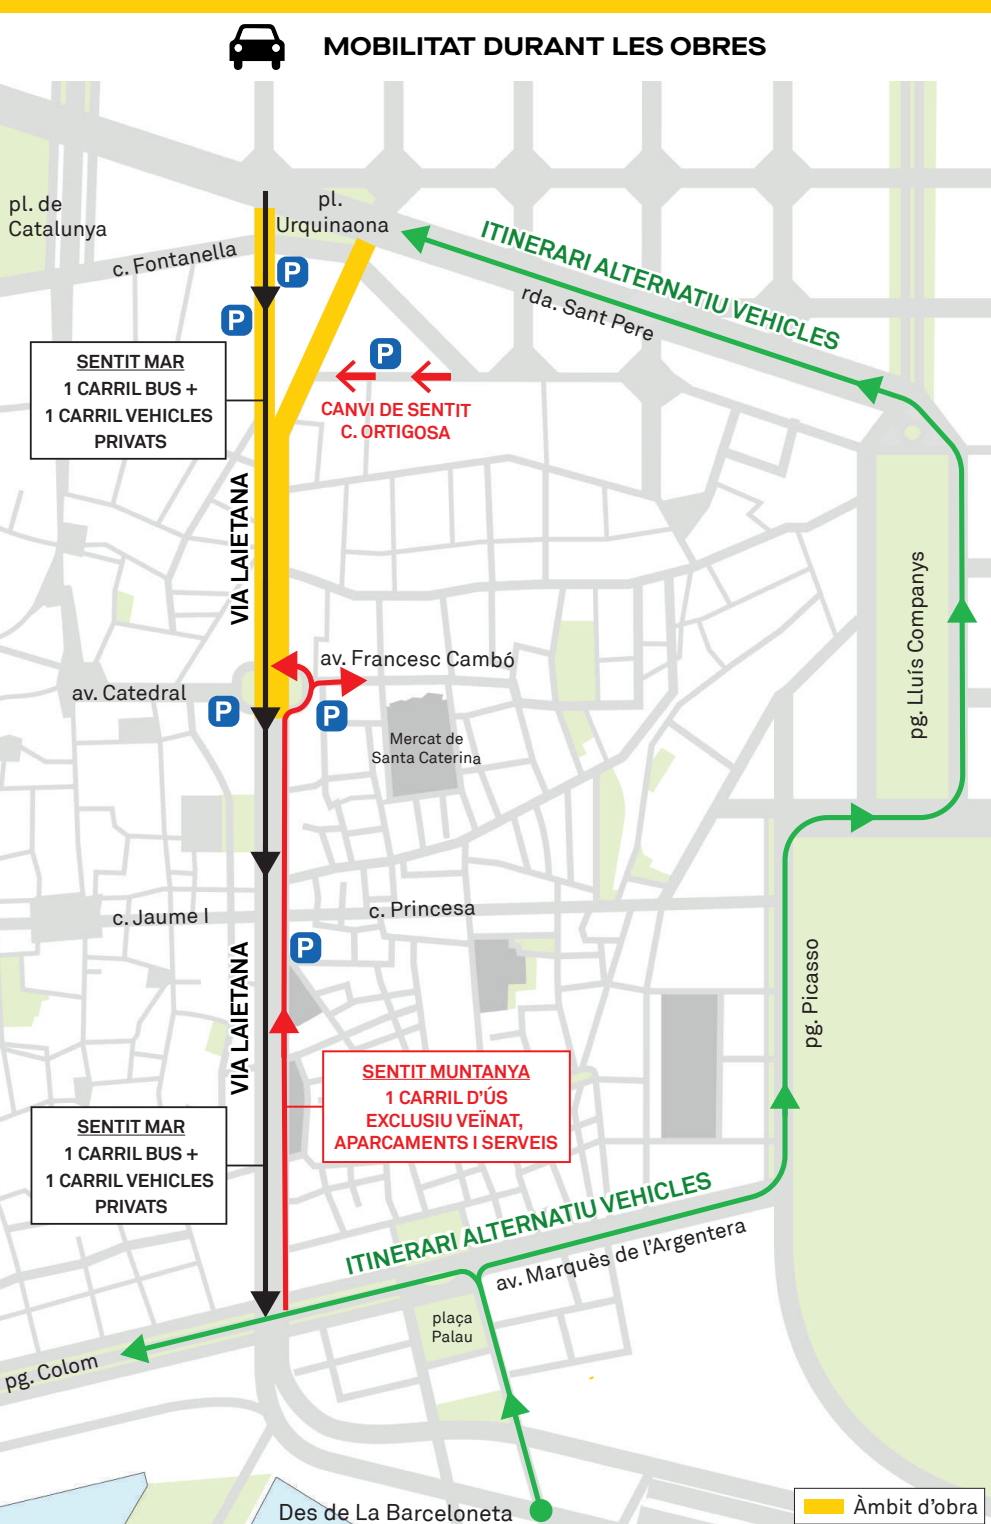 MOBILITAT DURANT LES OBRES
pl. de
Catalunya
pl.
Urquinaona
c. Fontanella
P
P
ITINERARI ALTERNATIU VEHICLES
rda. Sant Pere
SENTIT MAR
1 CARRIL BUS +
1 CARRIL VEHICLES
PRIVATS
P
CANVI DE SENTIT
C. ORTIGOSA
VIA LAIETANA
pg. Lluís Companys
av. Francesc Cambó
av. Catedral
P
P
Mercat de
Santa Caterina
c. Jaume I
c. Princesa
P
VIA LAIETANA
pg. Picasso
SENTIT MUNTANYA
1 CARRIL D'ÚS
EXCLUSIU VEÏNAT,
APARCAMENTS I SERVEIS
SENTIT MAR
1 CARRIL BUS +
1 CARRIL VEHICLES
PRIVATS
ITINERARI ALTERNATIU VEHICLES
av. Marquès de l'Argentera
plaça
Palau
pg. Colom
Des de La Barceloneta
Àmbit d'obra